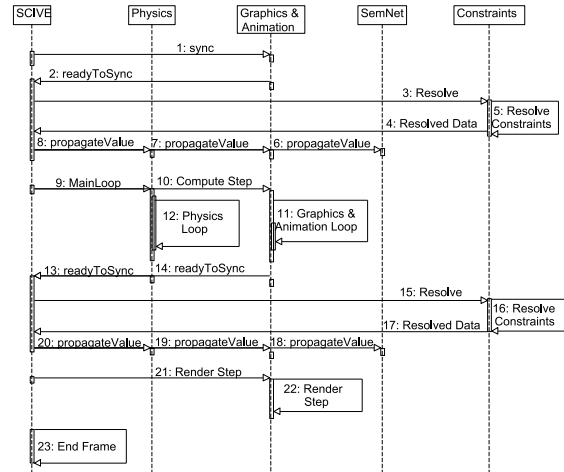 SCIVE
Physics
Graphics &
Animation
SemNet
Constraints
1: sync
2: readyToSync
3: Resolve
5: Resolve
Constraints
4: Resolved Data
8: propagateValue
7: propagateValue
6: propagateValue
9: MainLoop
10: Compute Step
12: Physics
Loop
11: Graphics &
Animation Loop
13: readyToSync
14: readyToSync
15: Resolve
16: Resolve
Constraints
17: Resolved Data
20: propagateValue
19: propagateValue
18: propagateValue
21: Render Step
22: Render
Step
23: End Frame